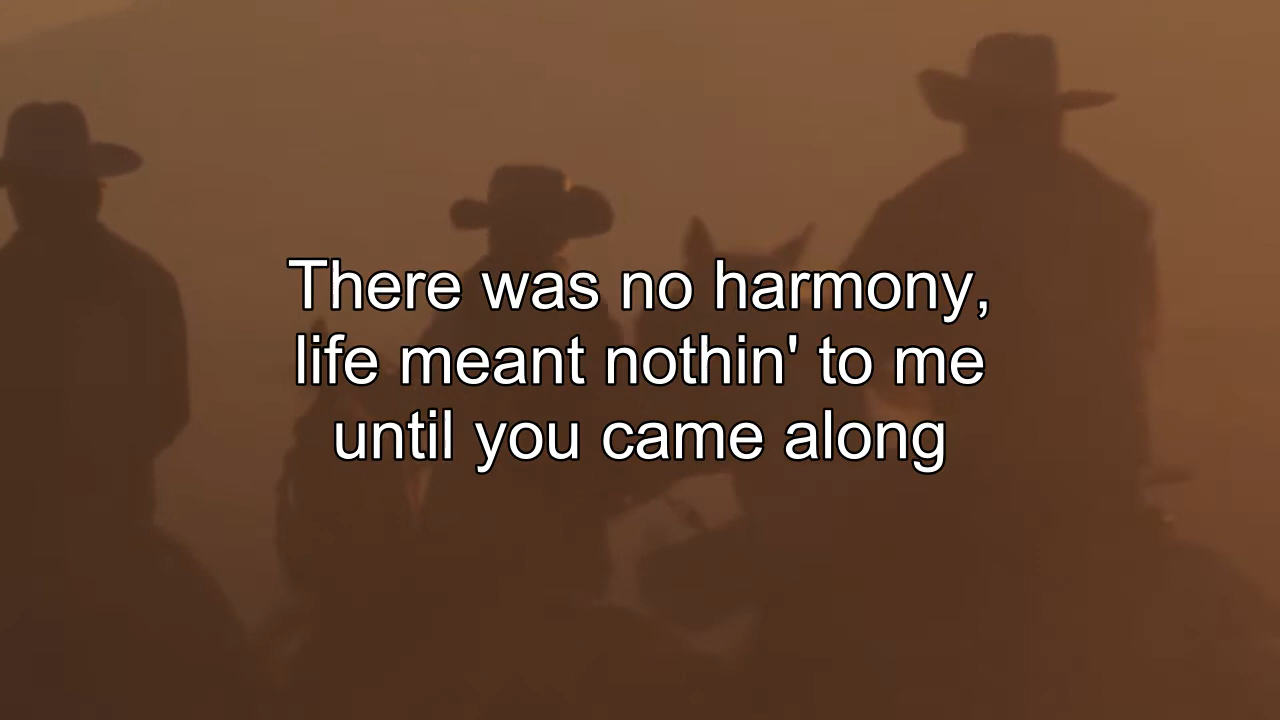 There was no harmony,
life meant nothin' to me
until you came along